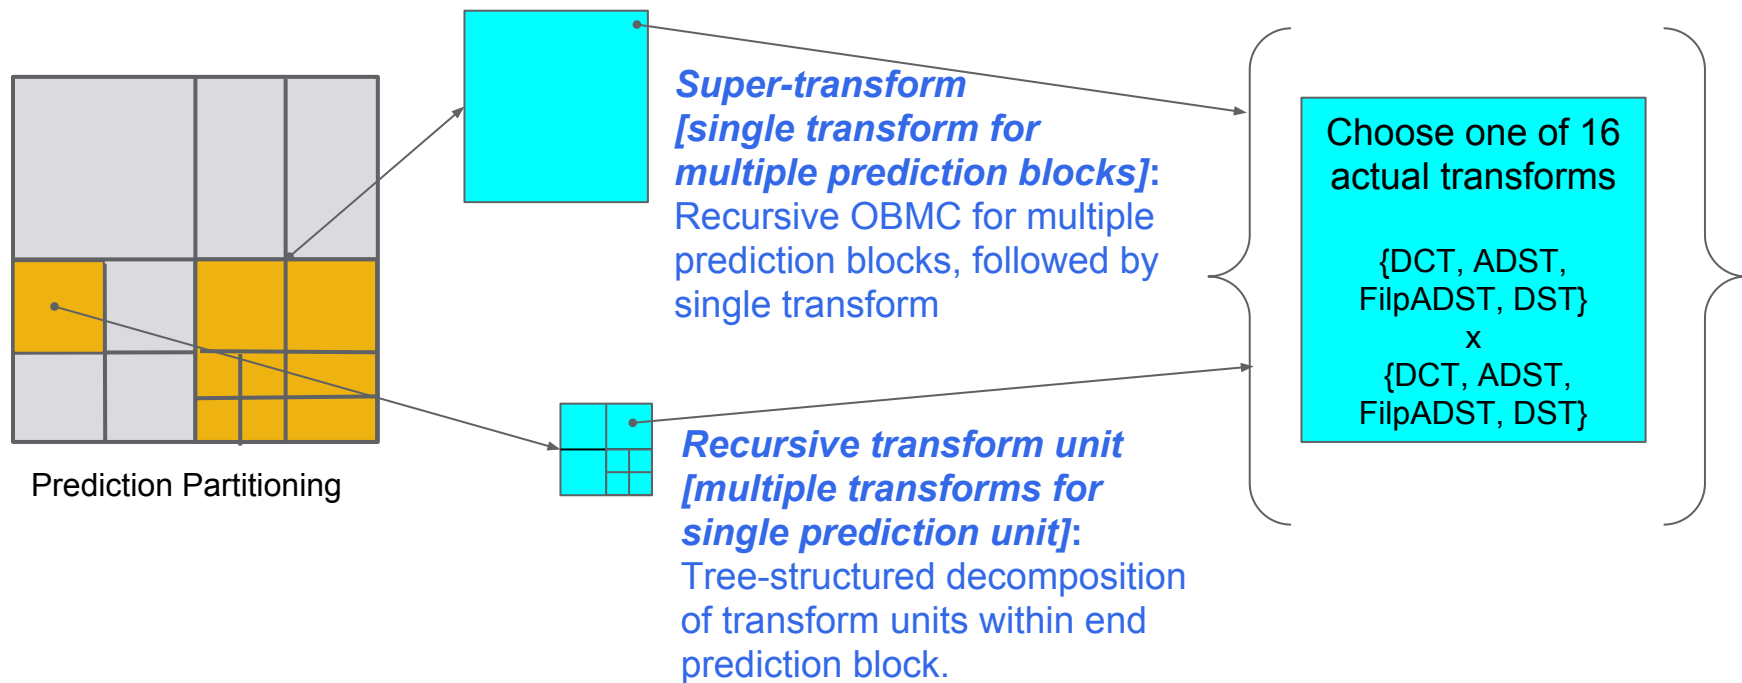 Prediction Partitioning
Super-transform
[single transform for
multiple prediction blocks]:
Recursive OBMC for multiple
prediction blocks, followed by
single transform
Recursive transform unit
[multiple transforms for
single prediction unit]:
Tree-structured decomposition
of transform units within end
prediction block.
Choose one of 16
actual transforms
{DCT, ADST,
FilpADST, DST}
x
{DCT, ADST,
FilpADST, DST}